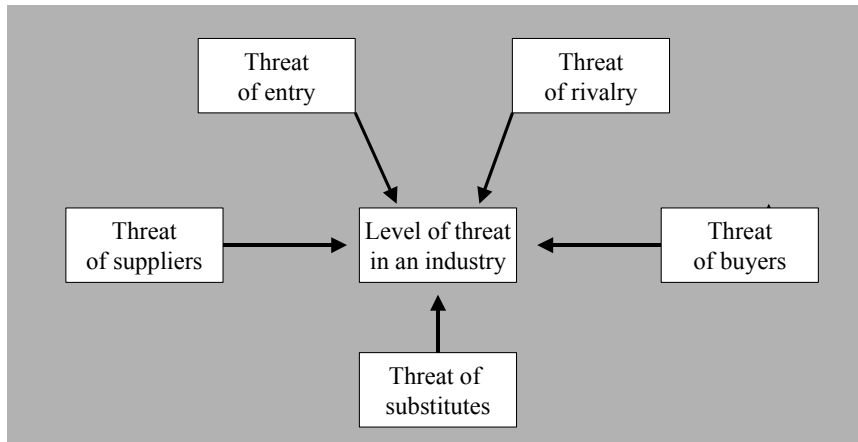 Threat
of entry
Threat
of rivalry
Threat
of suppliers
Level of threat
in an industry
Threat
of buyers
Threat of
substitutes